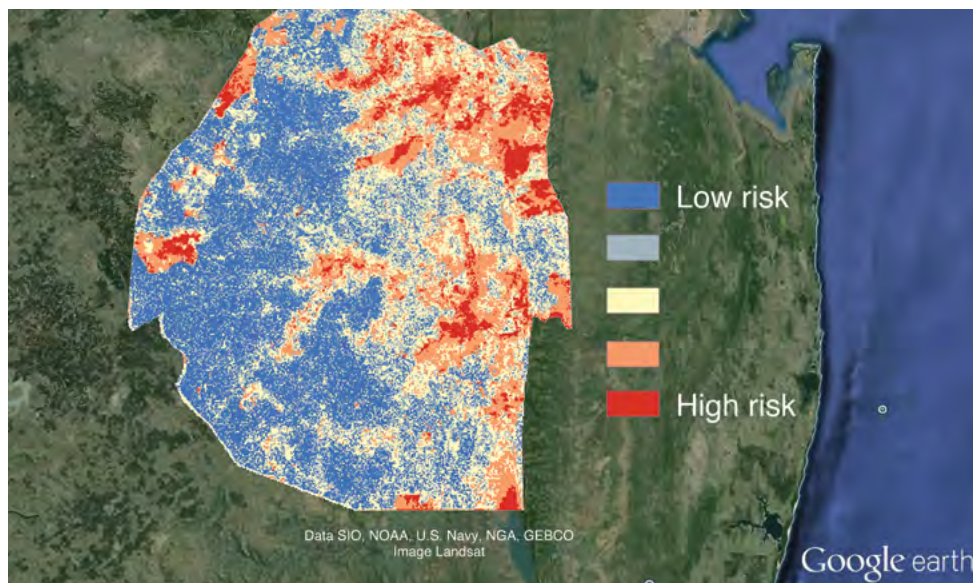 Low risk
High risk
Data SIO, NOAA, U.S. Navy, NGA, GEBCO
Image Landsat
Google earth